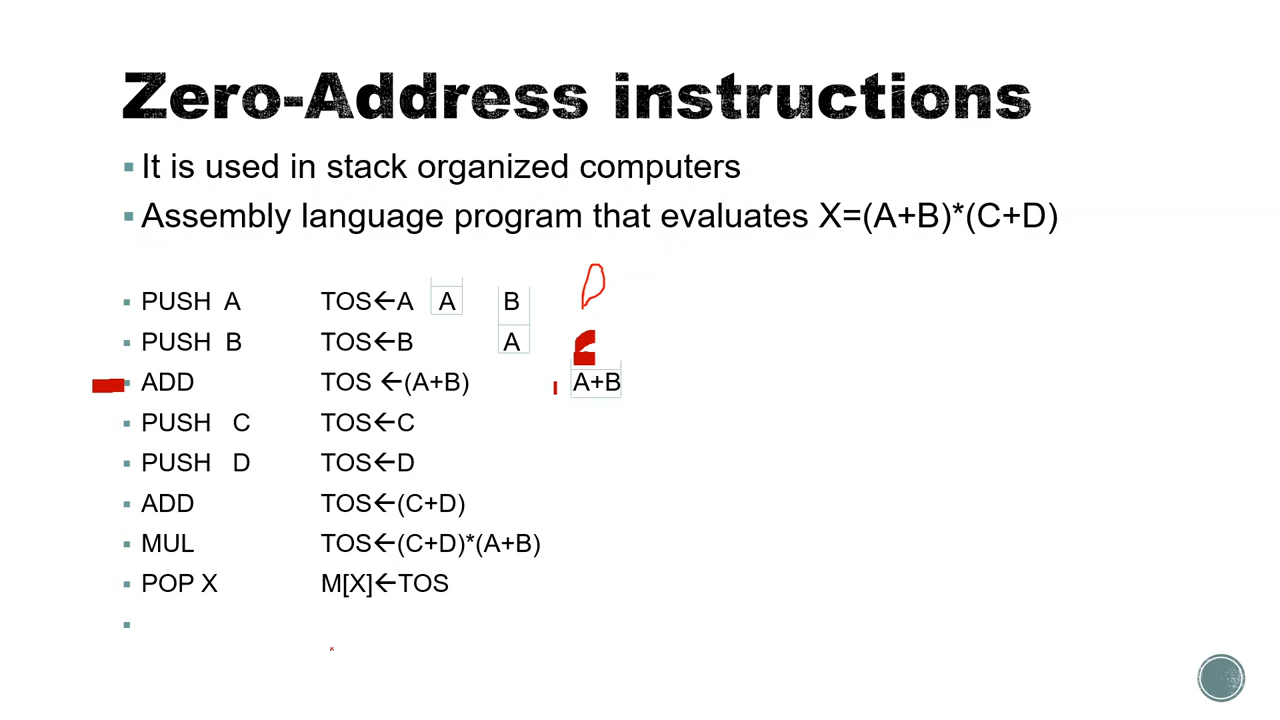 Zero-Address instructions
▪ It is used in stack organized computers
▪ Assembly language program that evaluates X=(A+B)*(C+D)
▪ PUSH A TOS←A A B
▪ PUSH B TOS←B A
▪ ADD TOS ←(A+B) A+B
▪ PUSH C TOS←C
▪ PUSH D TOS←D
▪ ADD TOS←(C+D)
▪ MUL TOS←(C+D)*(A+B)
▪ POP X M[X]←TOS